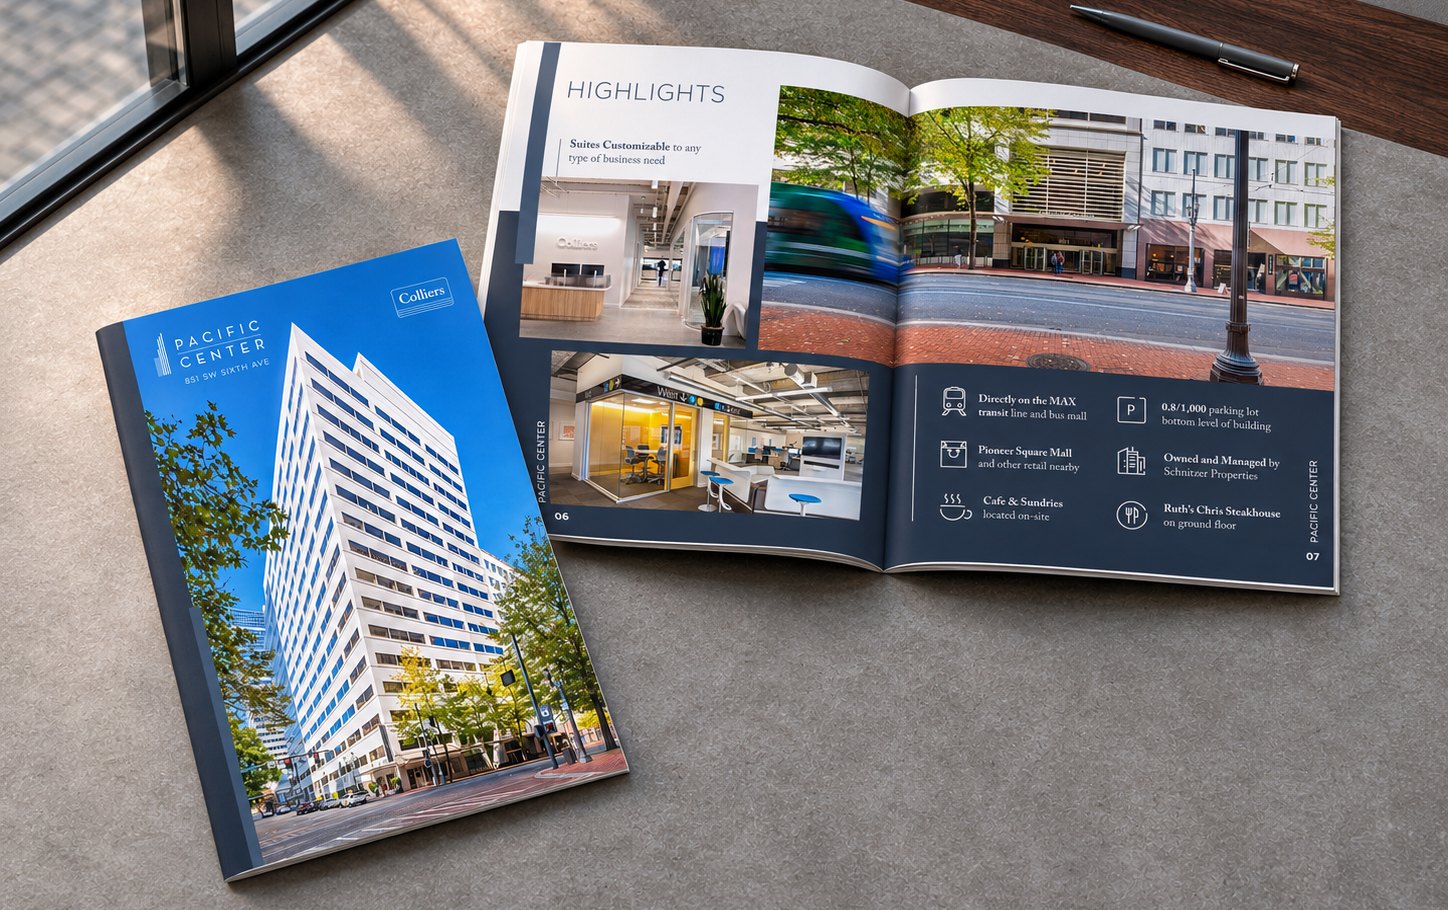 PACIFIC
CENTER
851 SW SIXTH AVE
Colliers
HIGHLIGHTS
Suites Customizable to any
type of business need
Colliers
West
PACIFIC CENTER
06
Directly on the MAX
transit line and bus mall
Pioneer Square Mall
and other retail nearby
Cafe & Sundries
located on-site
P
0.8/1,000 parking lot
bottom level of building
Owned and Managed by
Schnitzer Properties
Ruth's Chris Steakhouse
on ground floor
PACIFIC CENTER
07